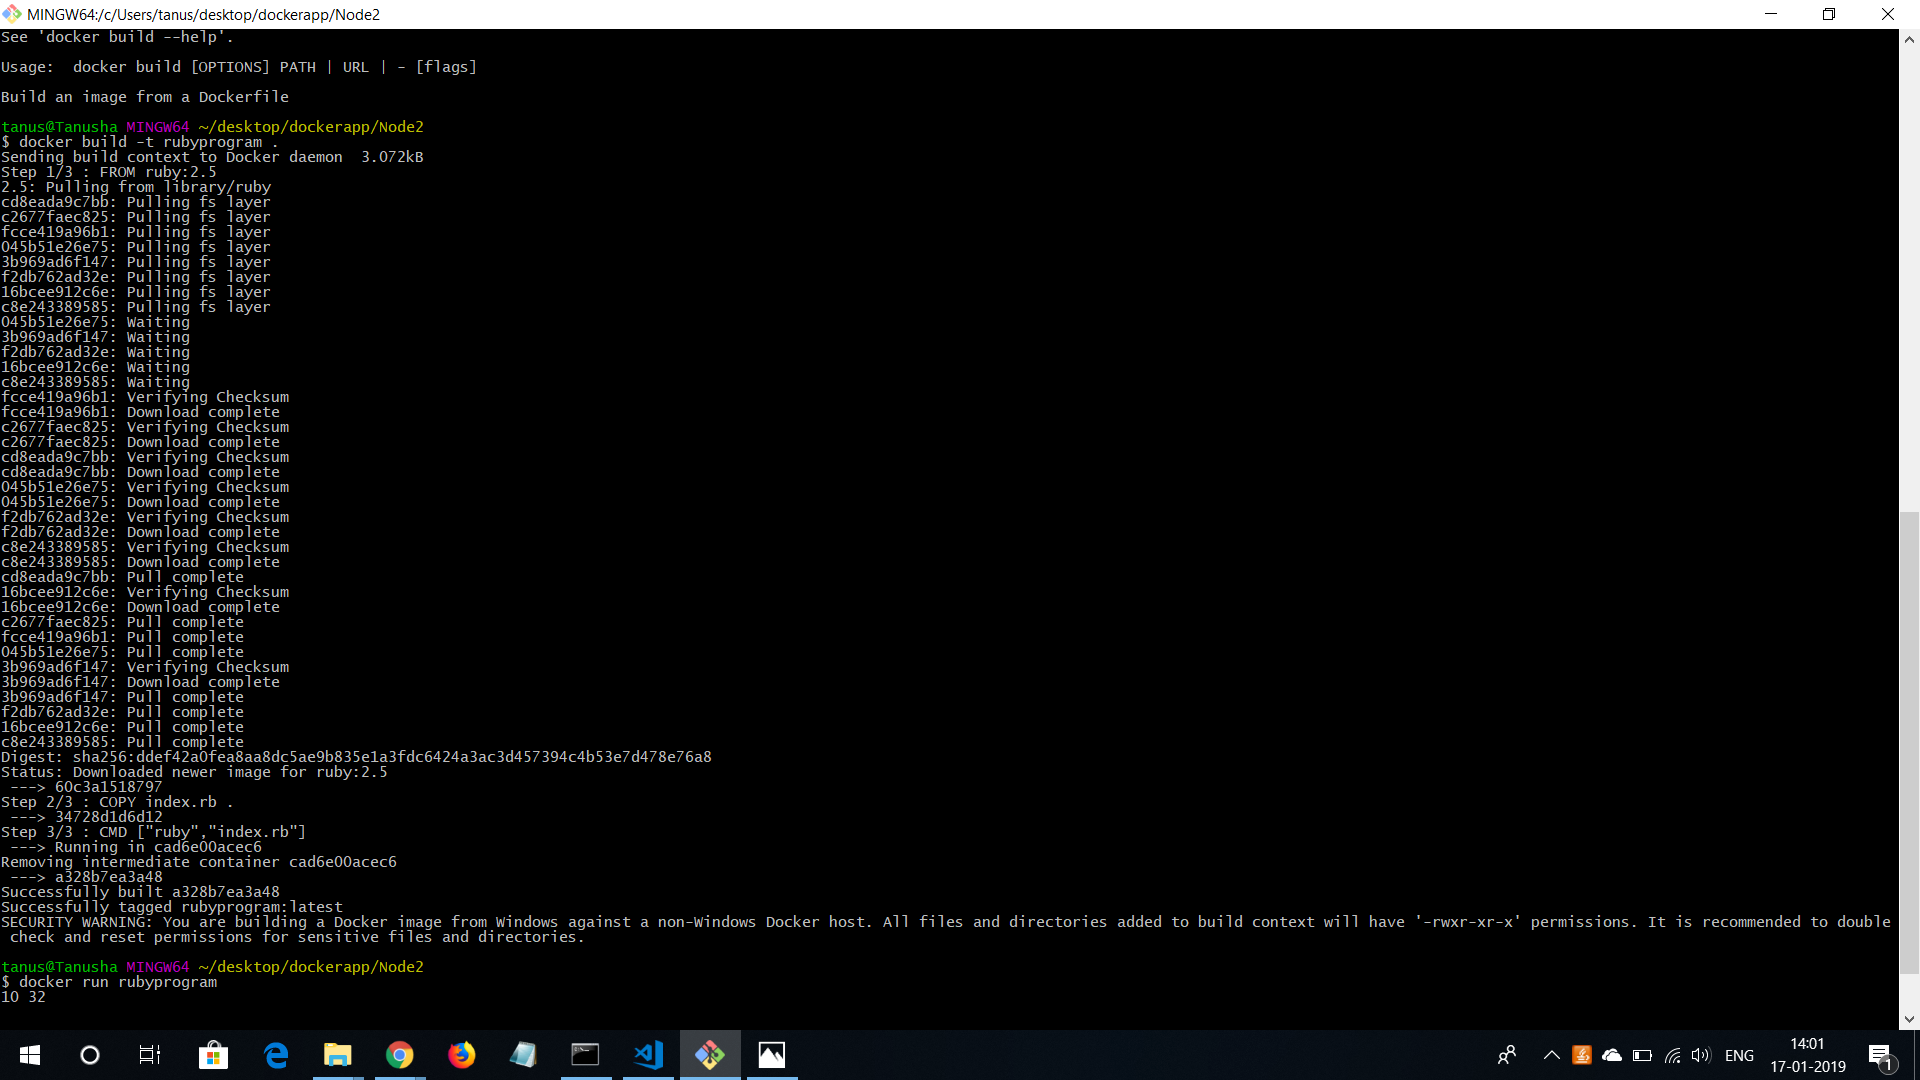 MINGW64:/c/Users/tanus/desktop/dockerapp/Node2
See 'docker build --help'.
Usage:  docker build [OPTIONS] PATH | URL | - [flags]
Build an image from a Dockerfile
tanus@Tanusha MINGW64 ~/desktop/dockerapp/Node2
$ docker build -t rubyprogram .
Sending build context to Docker daemon  3.072kB
Step 1/3 : FROM ruby:2.5
2.5: Pulling from library/ruby
cd8eada9c7bb: Pulling fs layer
c2677faec825: Pulling fs layer
fcce419a96b1: Pulling fs layer
045b51e26e75: Pulling fs layer
3b969ad6f147: Pulling fs layer
f2db762ad32e: Pulling fs layer
16bcee912c6e: Pulling fs layer
c8e243389585: Pulling fs layer
045b51e26e75: Waiting
3b969ad6f147: Waiting
f2db762ad32e: Waiting
16bcee912c6e: Waiting
c8e243389585: Waiting
fcce419a96b1: Verifying Checksum
fcce419a96b1: Download complete
c2677faec825: Verifying Checksum
c2677faec825: Download complete
cd8eada9c7bb: Verifying Checksum
cd8eada9c7bb: Download complete
045b51e26e75: Verifying Checksum
045b51e26e75: Download complete
f2db762ad32e: Verifying Checksum
f2db762ad32e: Download complete
c8e243389585: Verifying Checksum
c8e243389585: Download complete
cd8eada9c7bb: Pull complete
16bcee912c6e: Verifying Checksum
16bcee912c6e: Download complete
c2677faec825: Pull complete
fcce419a96b1: Pull complete
045b51e26e75: Pull complete
3b969ad6f147: Verifying Checksum
3b969ad6f147: Download complete
3b969ad6f147: Pull complete
f2db762ad32e: Pull complete
16bcee912c6e: Pull complete
c8e243389585: Pull complete
Digest: sha256:ddef42a0fea8aa8dc5ae9b835e1a3fdc6424a3ac3d457394c4b53e7d478e76a8
Status: Downloaded newer image for ruby:2.5
 ---> 60c3a1518797
Step 2/3 : COPY index.rb .
 ---> 34728d1d6d12
Step 3/3 : CMD ["ruby","index.rb"]
 ---> Running in cad6e00acec6
Removing intermediate container cad6e00acec6
 ---> a328b7ea3a48
Successfully built a328b7ea3a48
Successfully tagged rubyprogram:latest
SECURITY WARNING: You are building a Docker image from Windows against a non-Windows Docker host. All files and directories added to build context will have '-rwxr-xr-x' permissions. It is recommended to double
 check and reset permissions for sensitive files and directories.
tanus@Tanusha MINGW64 ~/desktop/dockerapp/Node2
$ docker run rubyprogram
10 32
ENG
14:01
17-01-2019
1